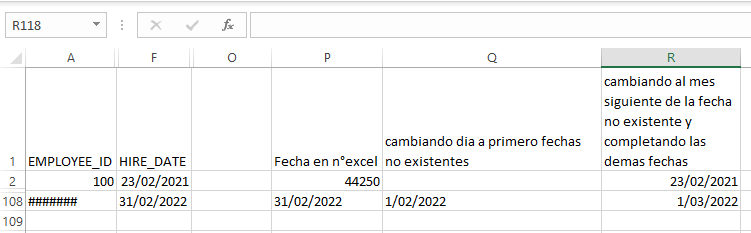 R118
fx
A F O P Q R
cambiando al mes
siguiente de la fecha
no existente y
completando las
demas fechas
cambiando dia a primero fechas
no existentes
1 EMPLOYEE_ID HIRE_DATE Fecha en n°excel
2 100 23/02/2021 44250 23/02/2021
108 ####### 31/02/2022 31/02/2022 1/02/2022 1/03/2022
109